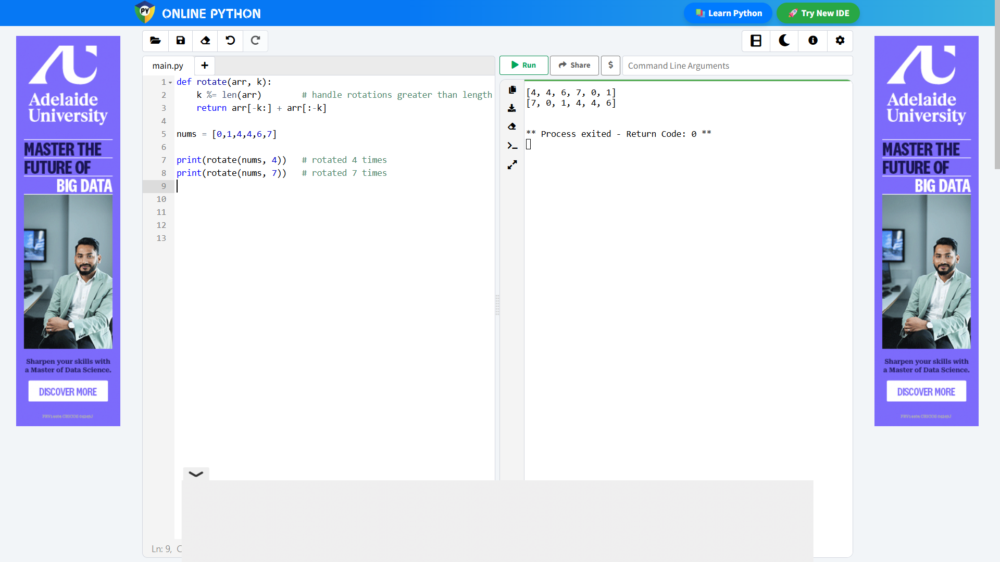 PY ONLINE PYTHON
Learn Python
Try New IDE
Adelaide
University
MASTER THE
FUTURE OF
BIG DATA
Sharpen your skills with
a Master of Data Science.
DISCOVER MORE
main.py
+
1 def rotate(arr, k):
2     k %= len(arr)        # handle rotations greater than length
3     return arr[-k:] + arr[:-k]
4
5 nums = [0,1,4,4,6,7]
6
7 print(rotate(nums, 4))   # rotated 4 times
8 print(rotate(nums, 7))   # rotated 7 times
9
10
11
12
13
Ln: 9, C
Run
Share
$
Command Line Arguments
[4, 4, 6, 7, 0, 1]
[7, 0, 1, 4, 4, 6]
** Process exited - Return Code: 0 **
Adelaide
University
MASTER THE
FUTURE OF
BIG DATA
Sharpen your skills with
a Master of Data Science.
DISCOVER MORE